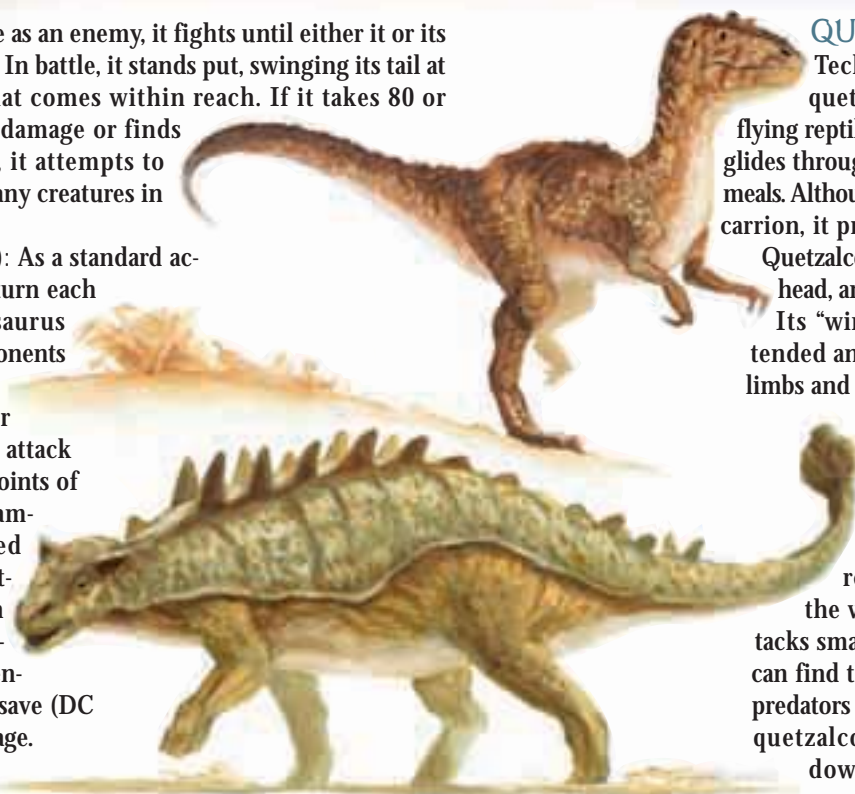 e as an enemy, it fights until either it or its
In battle, it stands put, swinging its tail at
at comes within reach. If it takes 80 or
damage or finds
, it attempts to
any creatures in
): As a standard ac-
turn each
saurus
onents
r
attack
oints of
am-
ed
t-
-
n-
save (DC
age.
QU
Tech
quet
flying reptil
glides throug
meals. Althou
carrion, it pr
Quetzalco
head, an
Its “win
tended an
limbs and
re
the w
tacks sma
can find t
predators
quetzalco
dow